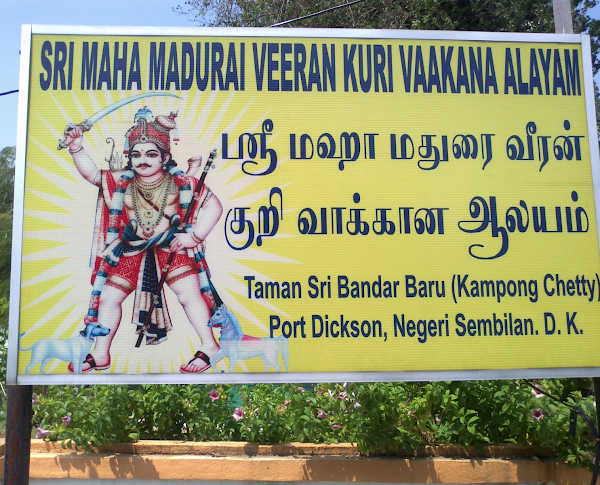 SRI MAHA MADURAI VEERAN KURI VAAKANA ALAYAM
ஸ்ரீ மஹா மதுரை வீரன்
குறி வாக்கான ஆலயம்
Taman Sri Bandar Baru (Kampong Chetty)
Port Dickson, Negeri Sembilan. D. K.